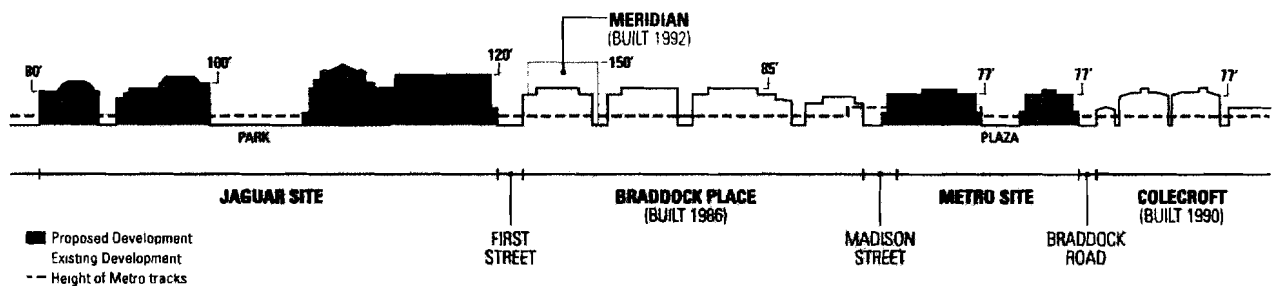 MERIDIAN
(BUILT 1992)
80'
100'
120'
150'
85'
77'
77'
77'
PARK
PLAZA
JAGUAR SITE
BRADDOCK PLACE
(BUILT 1986)
METRO SITE
COLECROFT
(BUILT 1990)
FIRST
STREET
MADISON
STREET
BRADDOCK
ROAD
Proposed Development
Existing Development
Height of Metro tracks